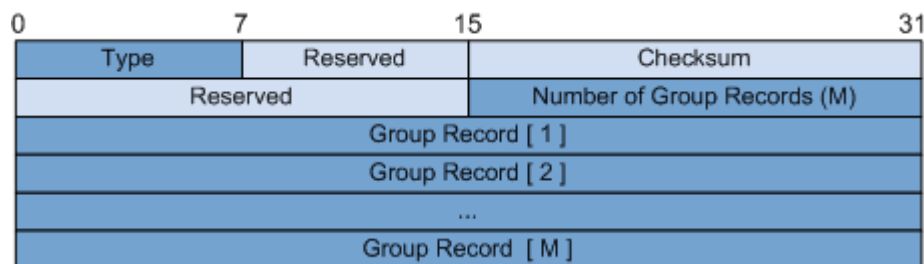 0 7 15 31
Type Reserved Checksum
Reserved Number of Group Records (M)
Group Record [ 1 ]
Group Record [ 2 ]
...
Group Record [ M ]